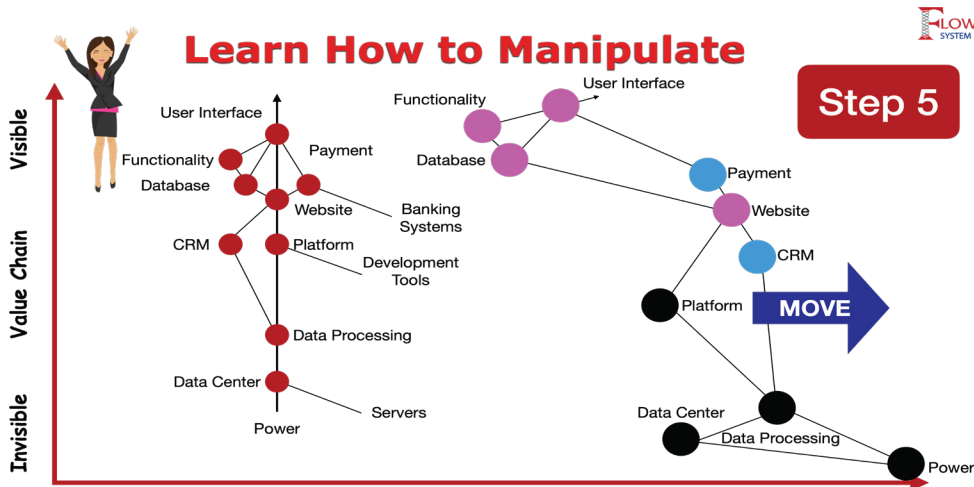 FLOW
SYSTEM
Learn How to Manipulate
Step 5
Visible
Value Chain
Invisible
User Interface
Functionality
Payment
Database
Website
Banking
Systems
CRM
Platform
Development
Tools
Data Processing
Data Center
Servers
Power
User Interface
Functionality
Database
Payment
Website
CRM
Platform
MOVE
Data Center
Data Processing
Power